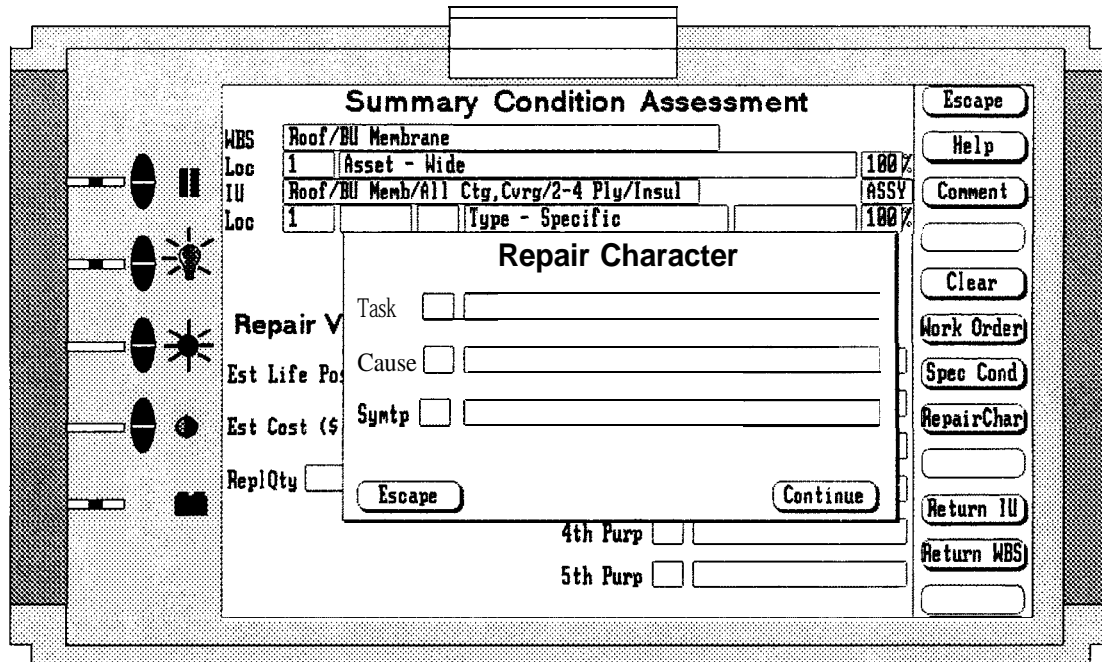 Summary Condition Assessment
WBS Roof/BU Membrane
Loc 1 Asset - Wide 100%
IU Roof/BU Memb/All Ctg,Cvrg/2-4 Ply/Insul ASSY
Loc 1 Type - Specific 100%
Repair Character
Task
Cause
Symtp
Escape Continue
Repair V
Est Life Pos
Est Cost ($
ReplQty
4th Purp
5th Purp
Escape
Help
Comment
Clear
Work Order
Spec Cond
RepairChar
Return IU
Return WBS